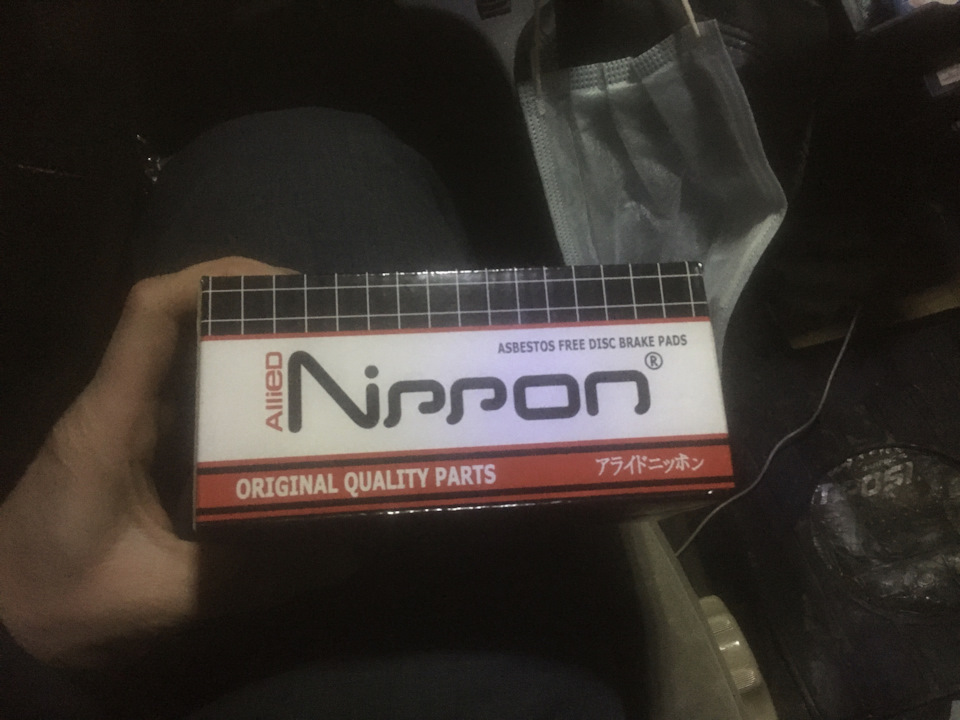 ASBESTOS FREE DISC BRAKE PADS
Allied Nippon®
ORIGINAL QUALITY PARTS
アライドニッポン